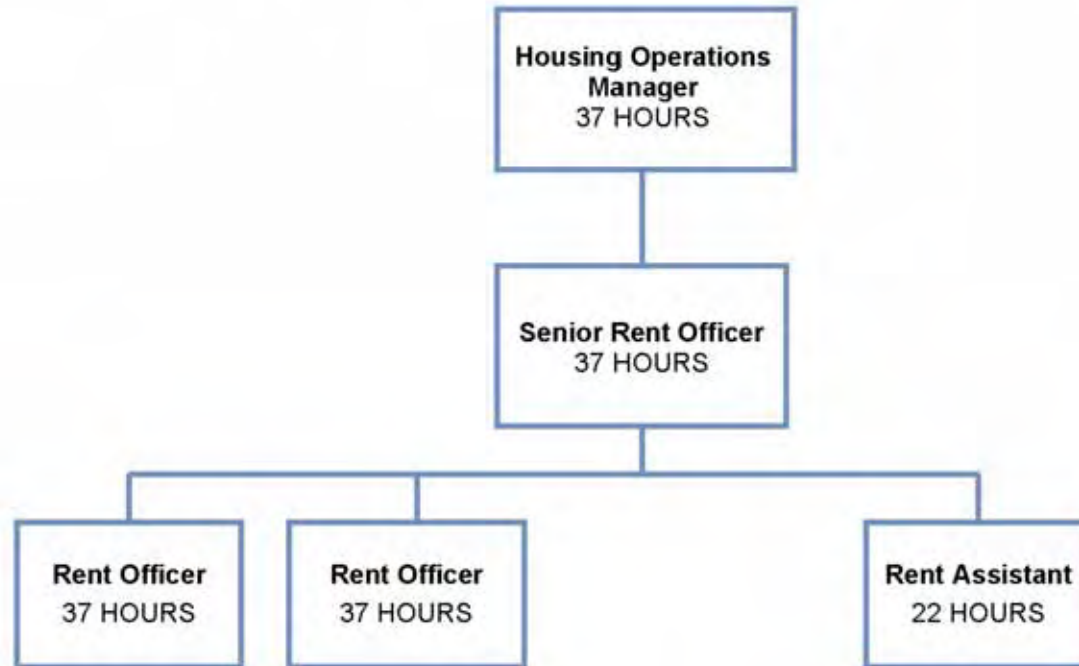 Housing Operations
Manager
37 HOURS
Senior Rent Officer
37 HOURS
Rent Officer
37 HOURS
Rent Officer
37 HOURS
Rent Assistant
22 HOURS